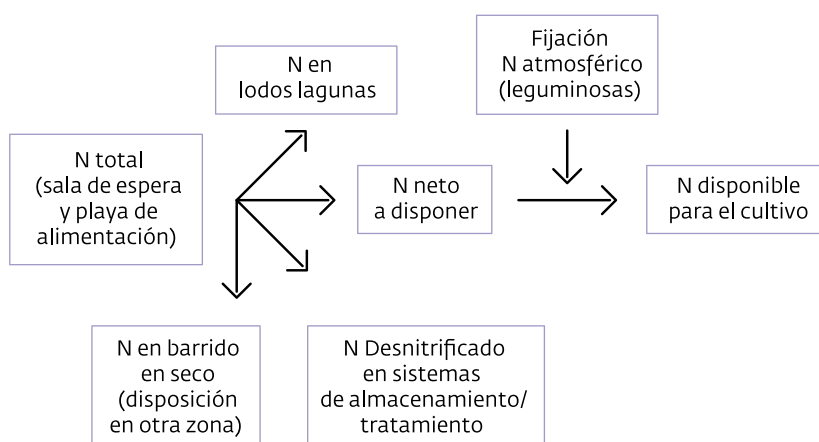 N en
lodos lagunas
Fijación
N atmosférico
(leguminosas)
N total
(sala de espera
y playa de
alimentación)
N neto
a disponer
N disponible
para el cultivo
N en barrido
en seco
(disposición
en otra zona)
N Desnitrificado
en sistemas
de almacenamiento/
tratamiento